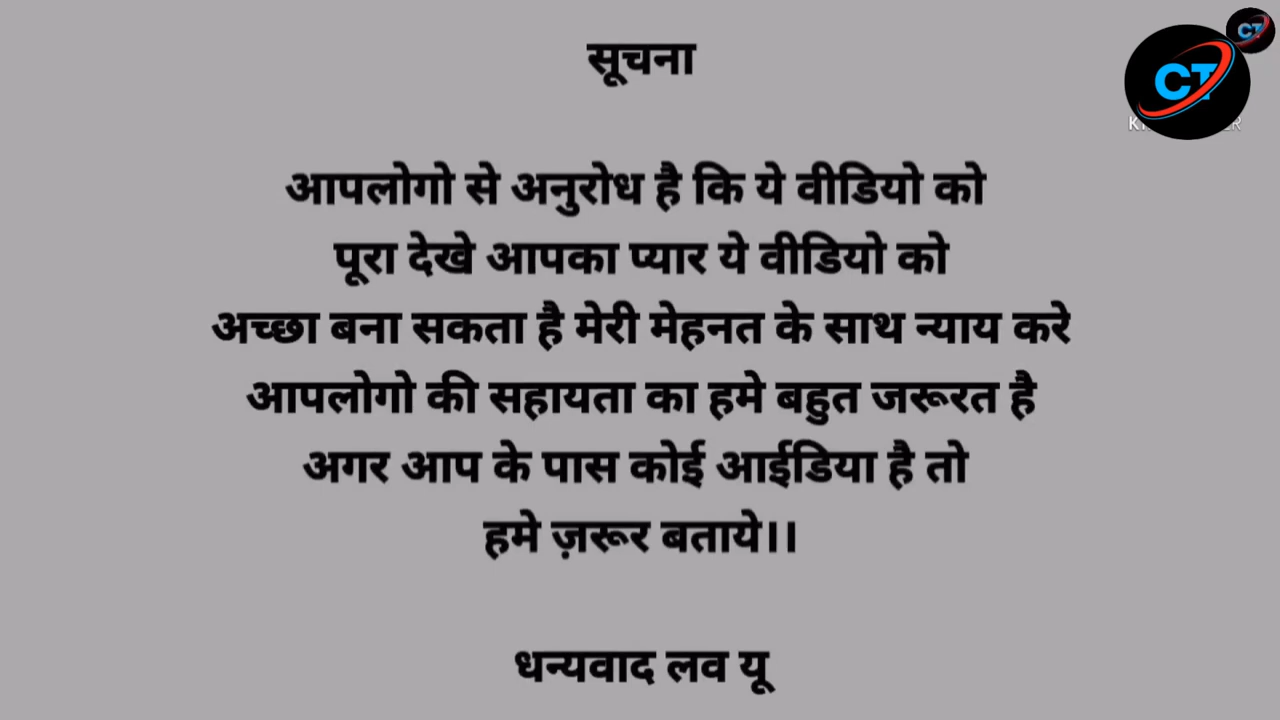 सूचना
CT
CT
आपलोगो से अनुरोध है कि ये वीडियो को
पूरा देखे आपका प्यार ये वीडियो को
अच्छा बना सकता है मेरी मेहनत के साथ न्याय करे
आपलोगो की सहायता का हमे बहुत जरूरत है
अगर आप के पास कोई आईडिया है तो
हमे ज़रूर बताये।।
धन्यवाद लव यू